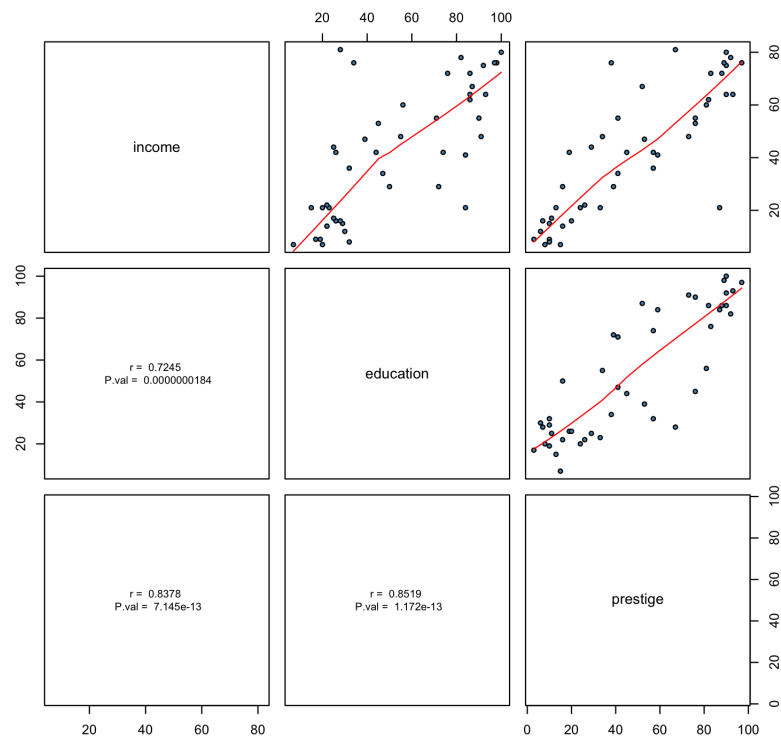 20 40 60 80 100
income
20 40 60 80
r = 0.7245
P.val = 0.0000000184
education
20 40 60 80 100
r = 0.8378
P.val = 7.145e-13
r = 0.8519
P.val = 1.172e-13
prestige
0 20 40 60 80 100
20 40 60 80
0 20 40 60 80 100